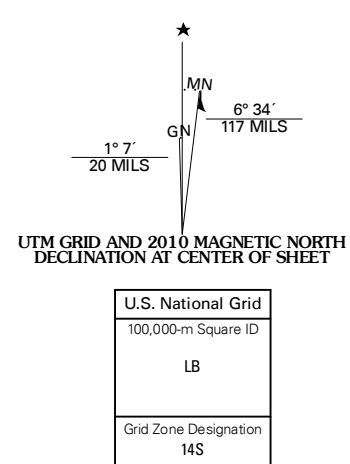 MN
6° 34´
117 MILS
GN
1° 7´
20 MILS
UTM GRID AND 2010 MAGNETIC NORTH
DECLINATION AT CENTER OF SHEET
U.S. National Grid
100,000-m Square ID
LB
Grid Zone Designation
14S